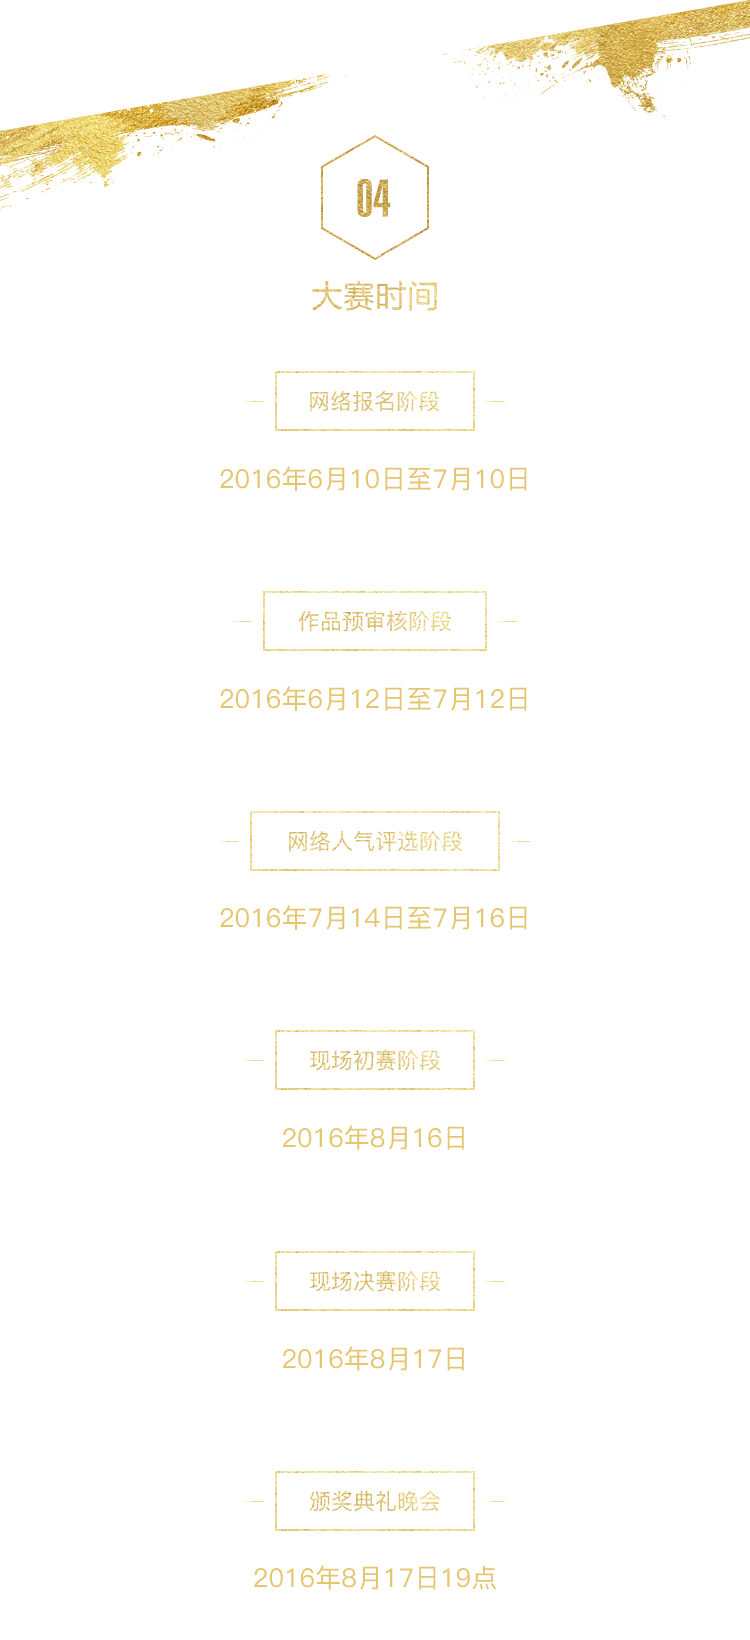 04
大赛时间
网络报名阶段
2016年6月10日至7月10日
作品预审核阶段
2016年6月12日至7月12日
网络人气评选阶段
2016年7月14日至7月16日
现场初赛阶段
2016年8月16日
现场决赛阶段
2016年8月17日
颁奖典礼晚会
2016年8月17日19点